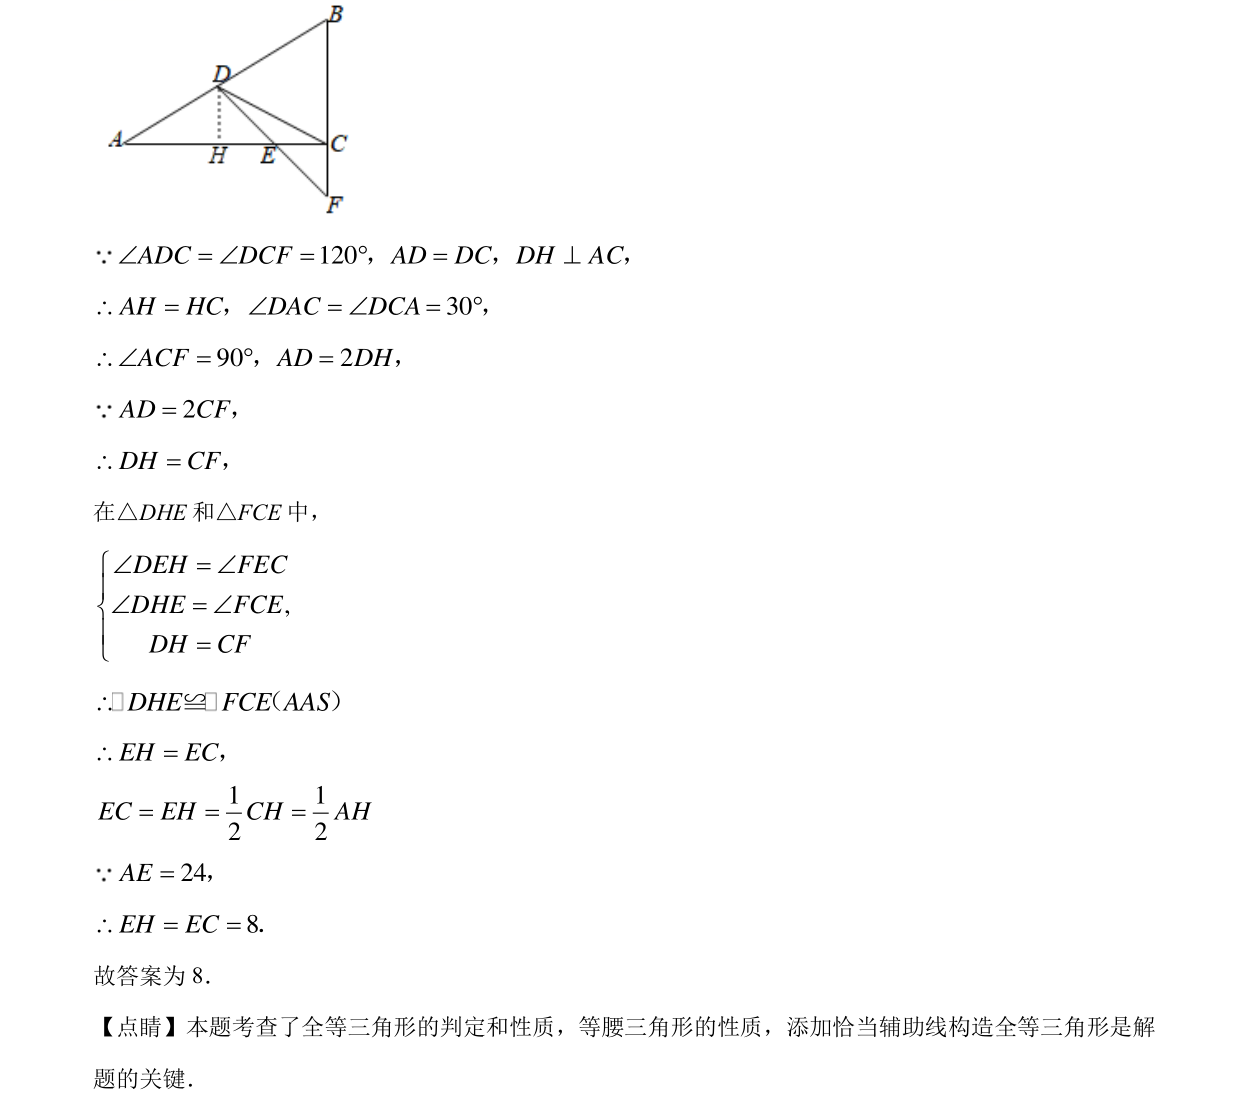 B
D
A
H
E
C
F
∵ ∠ADC = ∠DCF = 120°，AD = DC，DH ⊥ AC，
∴ AH = HC，∠DAC = ∠DCA = 30°，
∴ ∠ACF = 90°，AD = 2DH，
∵ AD = 2CF，
∴ DH = CF，
在△DHE 和△FCE 中，
∠DEH = ∠FEC
∠DHE = ∠FCE,
DH = CF
∴□ DHE≌□ FCE（AAS）
∴ EH = EC，
EC = EH = 1/2 CH = 1/2 AH
∵ AE = 24，
∴ EH = EC = 8．
故答案为 8．
【点睛】本题考查了全等三角形的判定和性质，等腰三角形的性质，添加恰当辅助线构造全等三角形是解
题的关键．